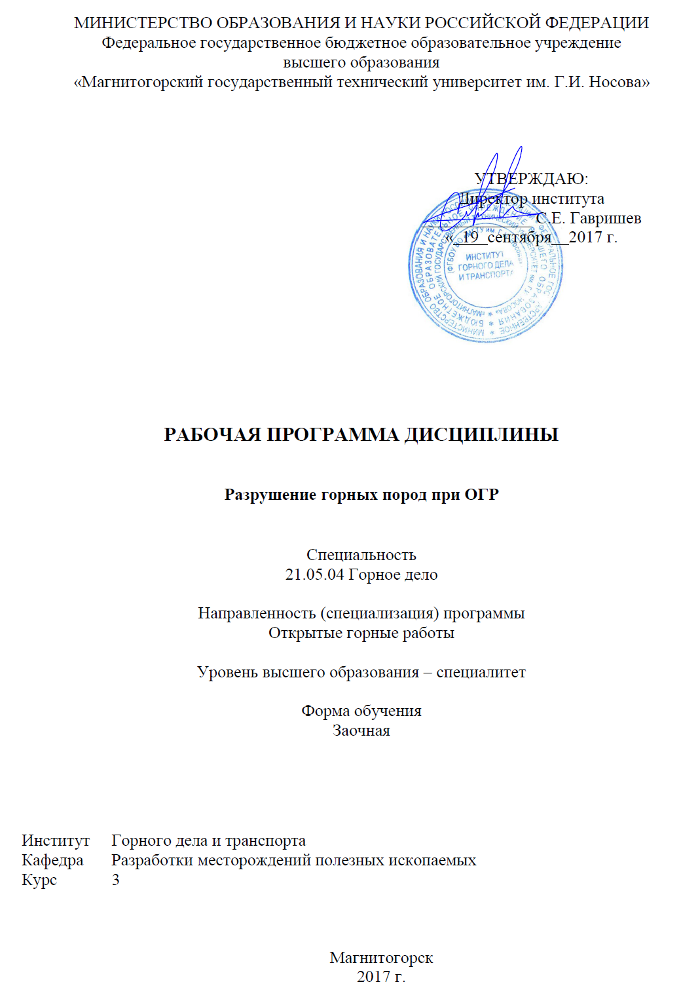 МИНИСТЕРСТВО ОБРАЗОВАНИЯ И НАУКИ РОССИЙСКОЙ ФЕДЕРАЦИИ
Федеральное государственное бюджетное образовательное учреждение
высшего образования
«Магнитогорский государственный технический университет им. Г.И. Носова»
УТВЕРЖДАЮ:
Директор института
С.Е. Гавришев
«_19_ сентября__2017 г.
ИНСТИТУТ
ГОРНОГО ДЕЛА
И ТРАНСПОРТА
РАБОЧАЯ ПРОГРАММА ДИСЦИПЛИНЫ
Разрушение горных пород при ОГР
Специальность
21.05.04 Горное дело
Направленность (специализация) программы
Открытые горные работы
Уровень высшего образования – специалитет
Форма обучения
Заочная
Институт Горного дела и транспорта
Кафедра Разработки месторождений полезных ископаемых
Курс 3
Магнитогорск
2017 г.